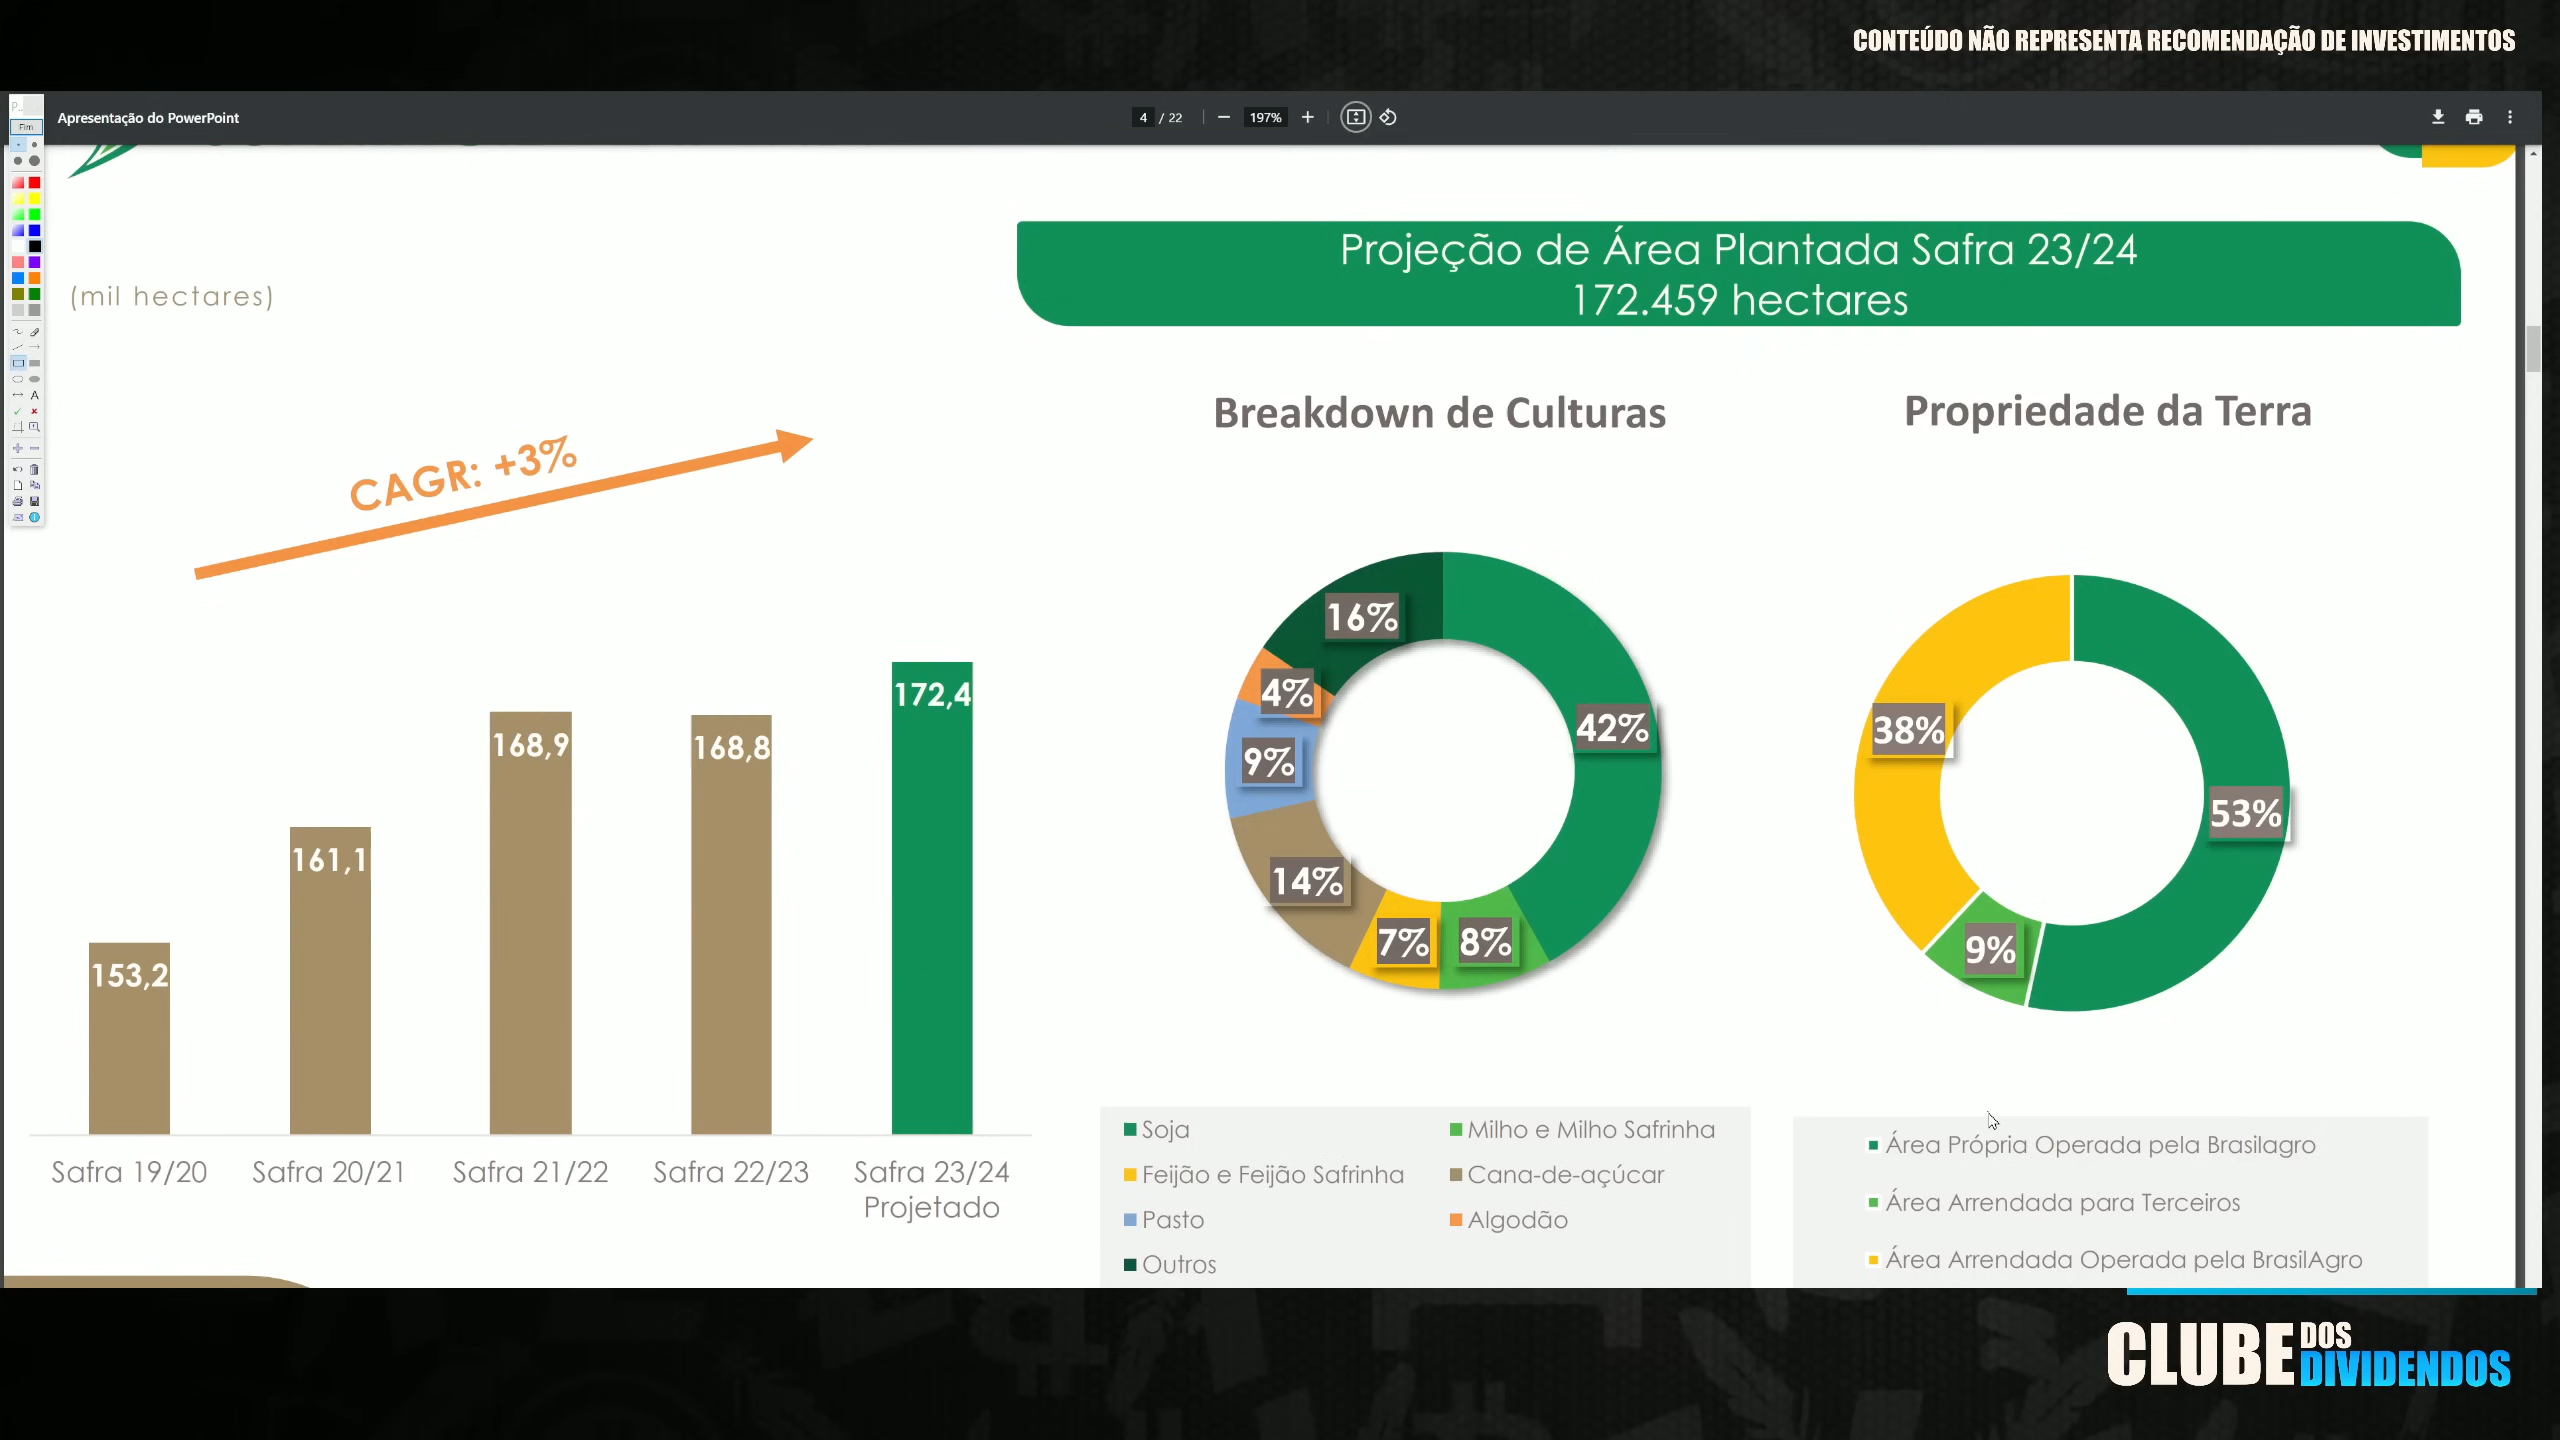 CONTEÚDO NÃO REPRESENTA RECOMENDAÇÃO DE INVESTIMENTOS
Fim
Apresentação do PowerPoint
4 / 22
197%
Projeção de Área Plantada Safra 23/24
172.459 hectares
(mil hectares)
Breakdown de Culturas
Propriedade da Terra
CAGR: +3%
153,2
161,1
168,9
168,8
172,4
Safra 19/20
Safra 20/21
Safra 21/22
Safra 22/23
Safra 23/24
Projetado
16%
4%
9%
14%
7%
8%
42%
38%
9%
53%
Soja
Milho e Milho Safrinha
Feijão e Feijão Safrinha
Cana-de-açúcar
Pasto
Algodão
Outros
Área Própria Operada pela Brasilagro
Área Arrendada para Terceiros
Área Arrendada Operada pela BrasilAgro
CLUBE DOS DIVIDENDOS